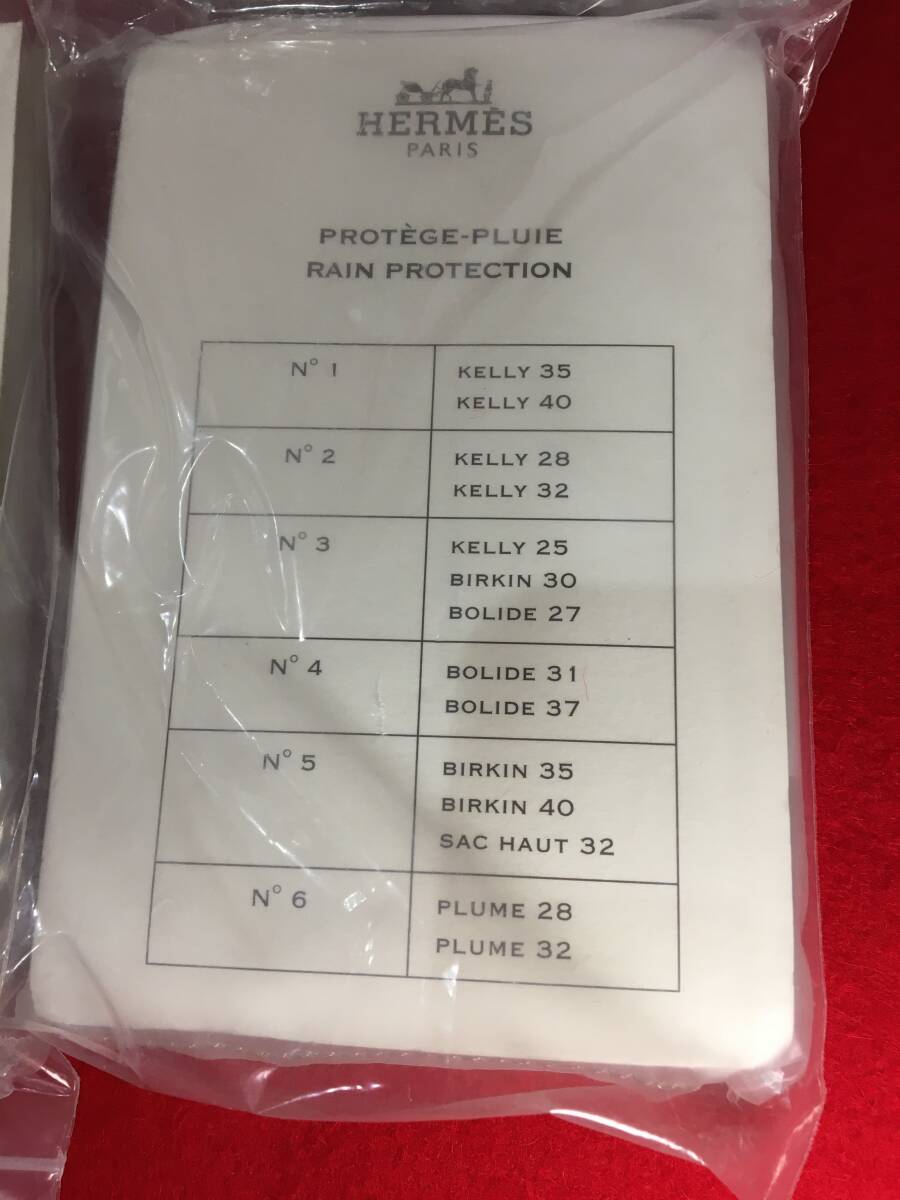 HERMÈS
PARIS
PROTÈGE-PLUIE
RAIN PROTECTION
N° 1
KELLY 35
KELLY 40
N° 2
KELLY 28
KELLY 32
N° 3
KELLY 25
BIRKIN 30
BOLIDE 27
N° 4
BOLIDE 31
BOLIDE 37
N° 5
BIRKIN 35
BIRKIN 40
SAC HAUT 32
N° 6
PLUME 28
PLUME 32